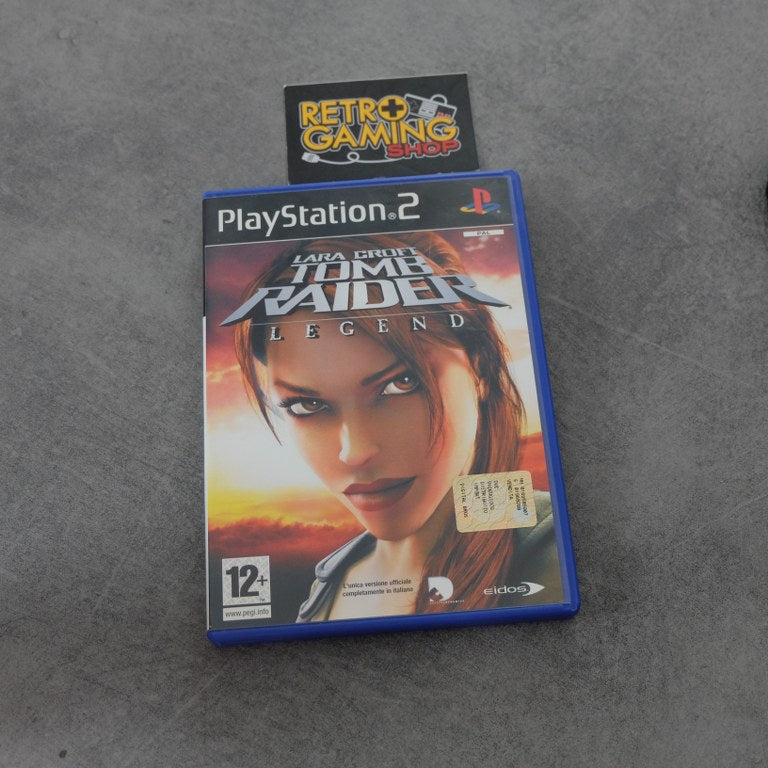 RETRO
GAMING
SHOP
PlayStation®2
PAL
LARA CROFT
TOMB
RAIDER
LEGEND
12+
www.pegi.info
L'unica versione ufficiale
completamente in italiana
eidos